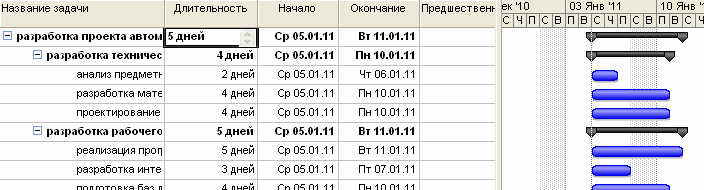 Название задачи Длительность Начало Окончание Предшественн ек '10 03 Янв '11 10 Янв '11
С П С В П В С Ч П С В П В С Ч
разработка проекта автом 5 дней Ср 05.01.11 Вт 11.01.11
разработка техничес 4 дней Ср 05.01.11 Пн 10.01.11
анализ предметн 2 дней Ср 05.01.11 Чт 06.01.11
разработка мате 4 дней Ср 05.01.11 Пн 10.01.11
проектирование 4 дней Ср 05.01.11 Пн 10.01.11
разработка рабочего 5 дней Ср 05.01.11 Вт 11.01.11
реализация прог 5 дней Ср 05.01.11 Вт 11.01.11
разработка инте 3 дней Ср 05.01.11 Пт 07.01.11
подготовка баз д 4 дней Ср 05.01.11 Пн 10.01.11